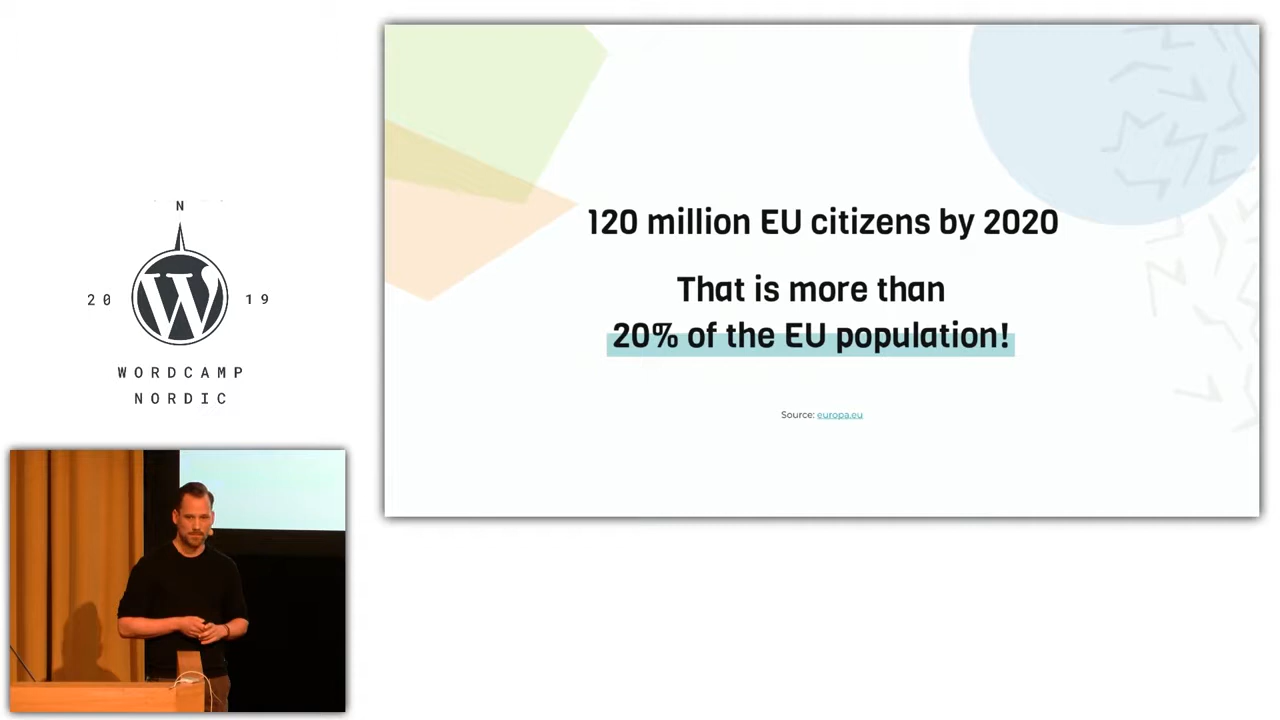 N
20 19
WORDCAMP
NORDIC
120 million EU citizens by 2020
That is more than
20% of the EU population!
Source: europa.eu